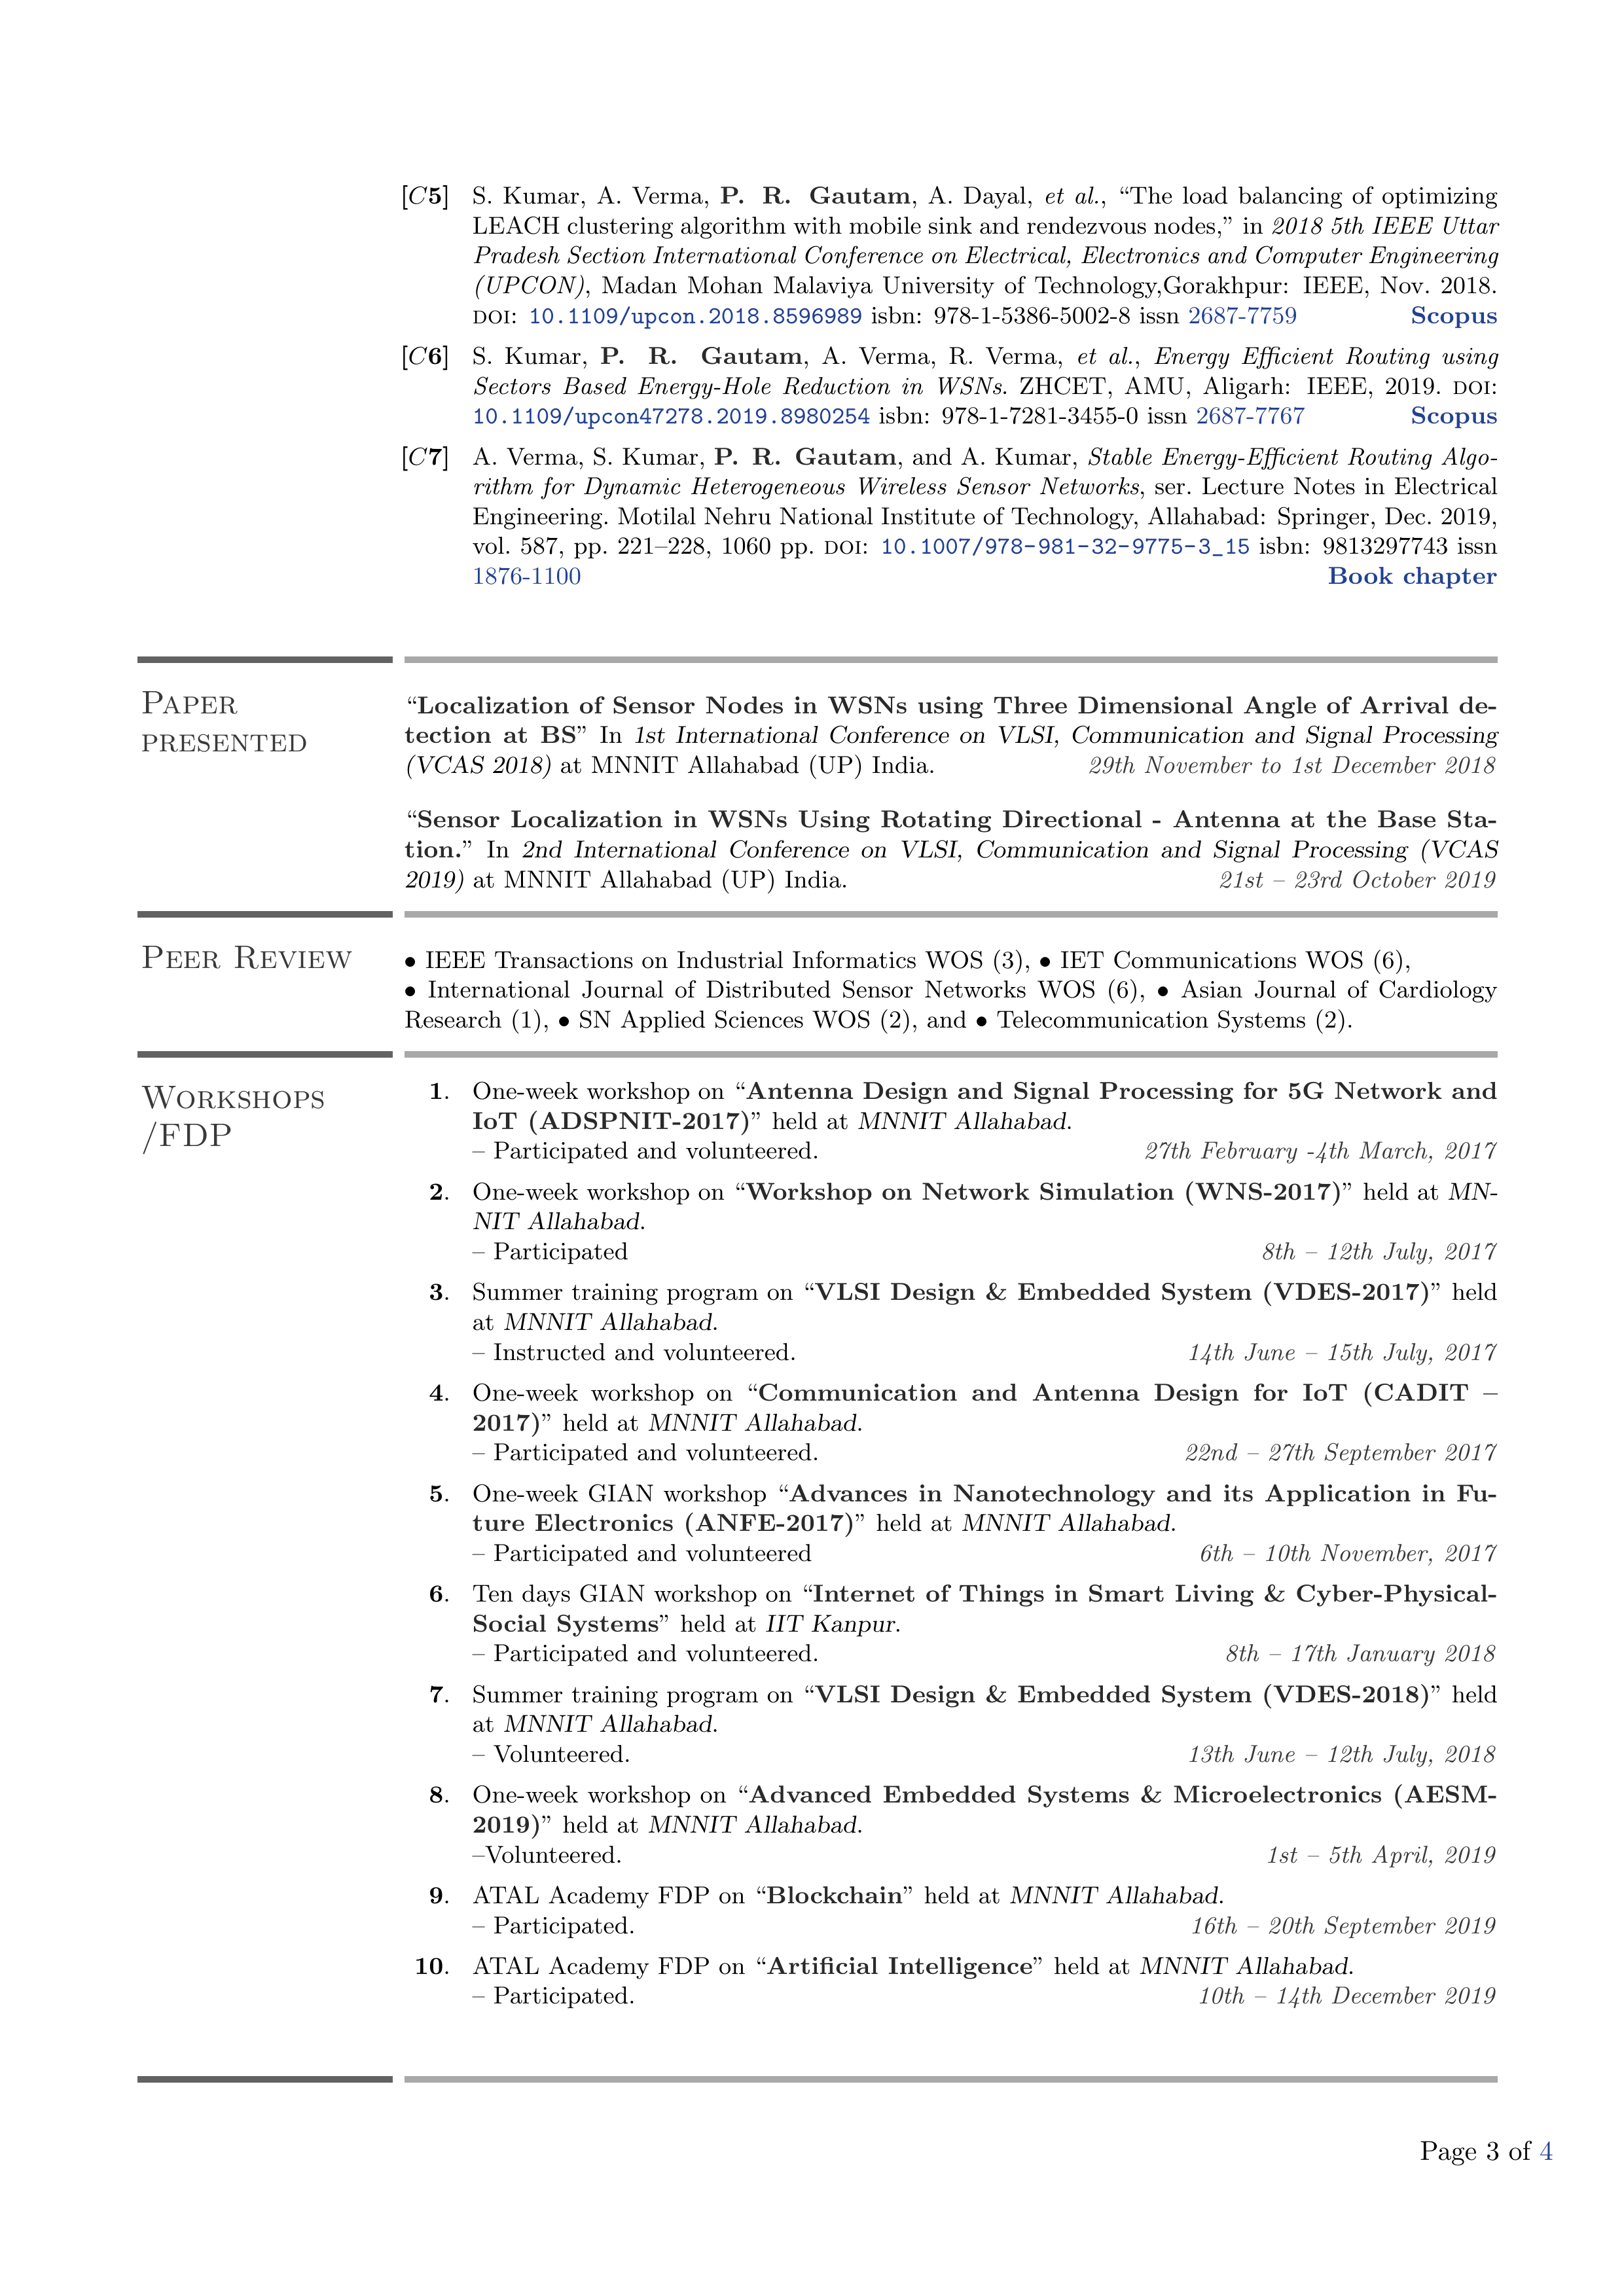 [C5] S. Kumar, A. Verma, P. R. Gautam, A. Dayal, et al., “The load balancing of optimizing
LEACH clustering algorithm with mobile sink and rendezvous nodes,” in 2018 5th IEEE Uttar
Pradesh Section International Conference on Electrical, Electronics and Computer Engineering
(UPCON), Madan Mohan Malaviya University of Technology,Gorakhpur: IEEE, Nov. 2018.
DOI: 10.1109/upcon.2018.8596989 isbn: 978-1-5386-5002-8 issn 2687-7759 Scopus
[C6] S. Kumar, P. R. Gautam, A. Verma, R. Verma, et al., Energy Efficient Routing using
Sectors Based Energy-Hole Reduction in WSNs. ZHCET, AMU, Aligarh: IEEE, 2019. DOI:
10.1109/upcon47278.2019.8980254 isbn: 978-1-7281-3455-0 issn 2687-7767 Scopus
[C7] A. Verma, S. Kumar, P. R. Gautam, and A. Kumar, Stable Energy-Efficient Routing Algo-
rithm for Dynamic Heterogeneous Wireless Sensor Networks, ser. Lecture Notes in Electrical
Engineering. Motilal Nehru National Institute of Technology, Allahabad: Springer, Dec. 2019,
vol. 587, pp. 221–228, 1060 pp. DOI: 10.1007/978-981-32-9775-3_15 isbn: 9813297743 issn
1876-1100 Book chapter
PAPER
PRESENTED
“Localization of Sensor Nodes in WSNs using Three Dimensional Angle of Arrival de-
tection at BS” In 1st International Conference on VLSI, Communication and Signal Processing
(VCAS 2018) at MNNIT Allahabad (UP) India. 29th November to 1st December 2018
“Sensor Localization in WSNs Using Rotating Directional - Antenna at the Base Sta-
tion.” In 2nd International Conference on VLSI, Communication and Signal Processing (VCAS
2019) at MNNIT Allahabad (UP) India. 21st – 23rd October 2019
PEER REVIEW
• IEEE Transactions on Industrial Informatics WOS (3), • IET Communications WOS (6),
• International Journal of Distributed Sensor Networks WOS (6), • Asian Journal of Cardiology
Research (1), • SN Applied Sciences WOS (2), and • Telecommunication Systems (2).
WORKSHOPS
/FDP
1. One-week workshop on “Antenna Design and Signal Processing for 5G Network and
IoT (ADSPNIT-2017)” held at MNNIT Allahabad.
– Participated and volunteered. 27th February -4th March, 2017
2. One-week workshop on “Workshop on Network Simulation (WNS-2017)” held at MN-
NIT Allahabad.
– Participated 8th – 12th July, 2017
3. Summer training program on “VLSI Design & Embedded System (VDES-2017)” held
at MNNIT Allahabad.
– Instructed and volunteered. 14th June – 15th July, 2017
4. One-week workshop on “Communication and Antenna Design for IoT (CADIT –
2017)” held at MNNIT Allahabad.
– Participated and volunteered. 22nd – 27th September 2017
5. One-week GIAN workshop “Advances in Nanotechnology and its Application in Fu-
ture Electronics (ANFE-2017)” held at MNNIT Allahabad.
– Participated and volunteered 6th – 10th November, 2017
6. Ten days GIAN workshop on “Internet of Things in Smart Living & Cyber-Physical-
Social Systems” held at IIT Kanpur.
– Participated and volunteered. 8th – 17th January 2018
7. Summer training program on “VLSI Design & Embedded System (VDES-2018)” held
at MNNIT Allahabad.
– Volunteered. 13th June – 12th July, 2018
8. One-week workshop on “Advanced Embedded Systems & Microelectronics (AESM-
2019)” held at MNNIT Allahabad.
–Volunteered. 1st – 5th April, 2019
9. ATAL Academy FDP on “Blockchain” held at MNNIT Allahabad.
– Participated. 16th – 20th September 2019
10. ATAL Academy FDP on “Artificial Intelligence” held at MNNIT Allahabad.
– Participated. 10th – 14th December 2019
Page 3 of 4